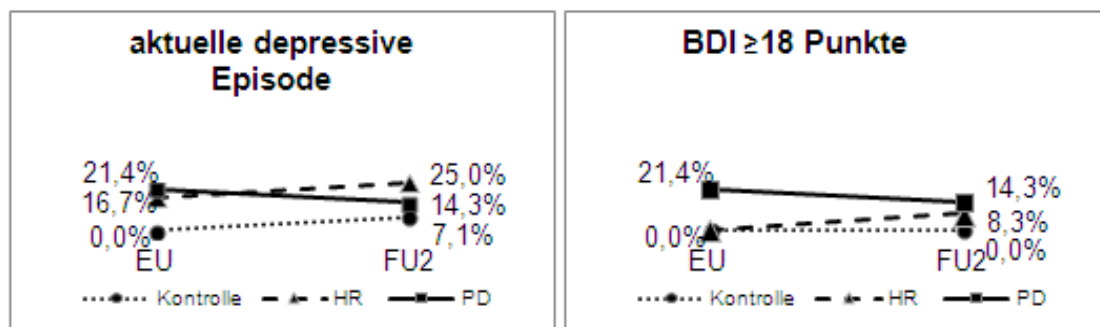 aktuelle depressive
Episode
21,4%
16,7%
0,0%
25,0%
14,3%
7,1%
EU
FU2
Kontrolle
HR
PD
BDI ≥18 Punkte
21,4%
0,0%
14,3%
8,3%
0,0%
EU
FU2
Kontrolle
HR
PD